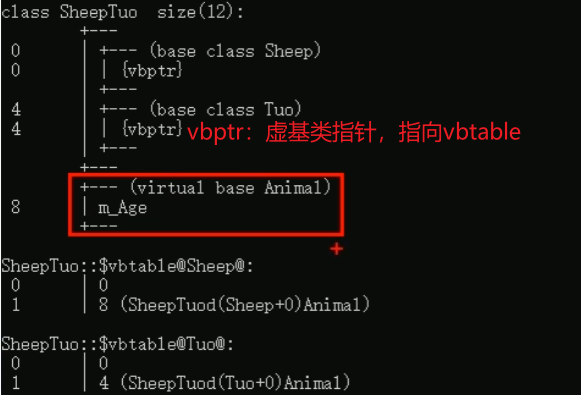 class SheepTuo  size(12):
        +---
 0      | +--- (base class Sheep)
 0      | | {vbptr}
        | +---
 4      | +--- (base class Tuo)
 4      | | {vbptr} vbptr：虚基类指针，指向vbtable
        | +---
        +---
        +--- (virtual base Animal)
 8      | m_Age
        +---
SheepTuo::$vbtable@Sheep@:
 0      | 0
 1      | 8 (SheepTuod(Sheep+0)Animal)
SheepTuo::$vbtable@Tuo@:
 0      | 0
 1      | 4 (SheepTuod(Tuo+0)Animal)